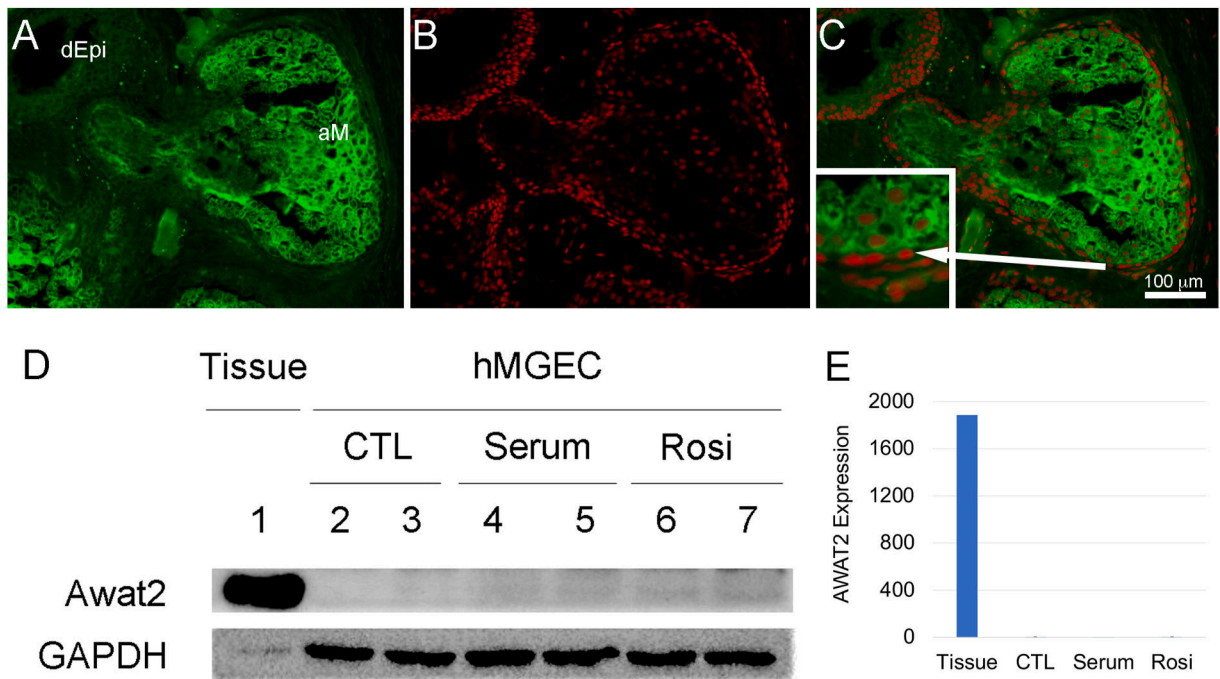 A
dEpi
aM
B
C
100 μm
D
Tissue hMGEC
CTL Serum Rosi
1 2 3 4 5 6 7
Awat2
GAPDH
E
AWAT2 Expression
2000
1600
1200
800
400
0
Tissue CTL Serum Rosi